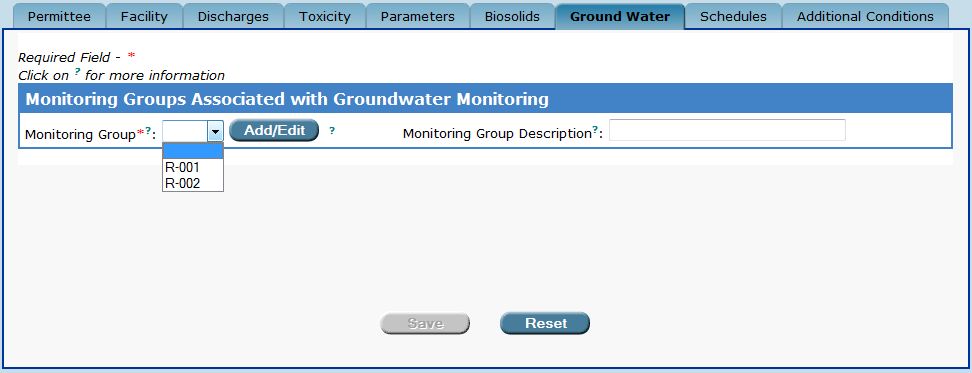 Permittee Facility Discharges Toxicity Parameters Biosolids Ground Water Schedules Additional Conditions
Required Field - *
Click on ? for more information
Monitoring Groups Associated with Groundwater Monitoring
Monitoring Group*?: Add/Edit ? Monitoring Group Description?:
R-001
R-002
Save Reset